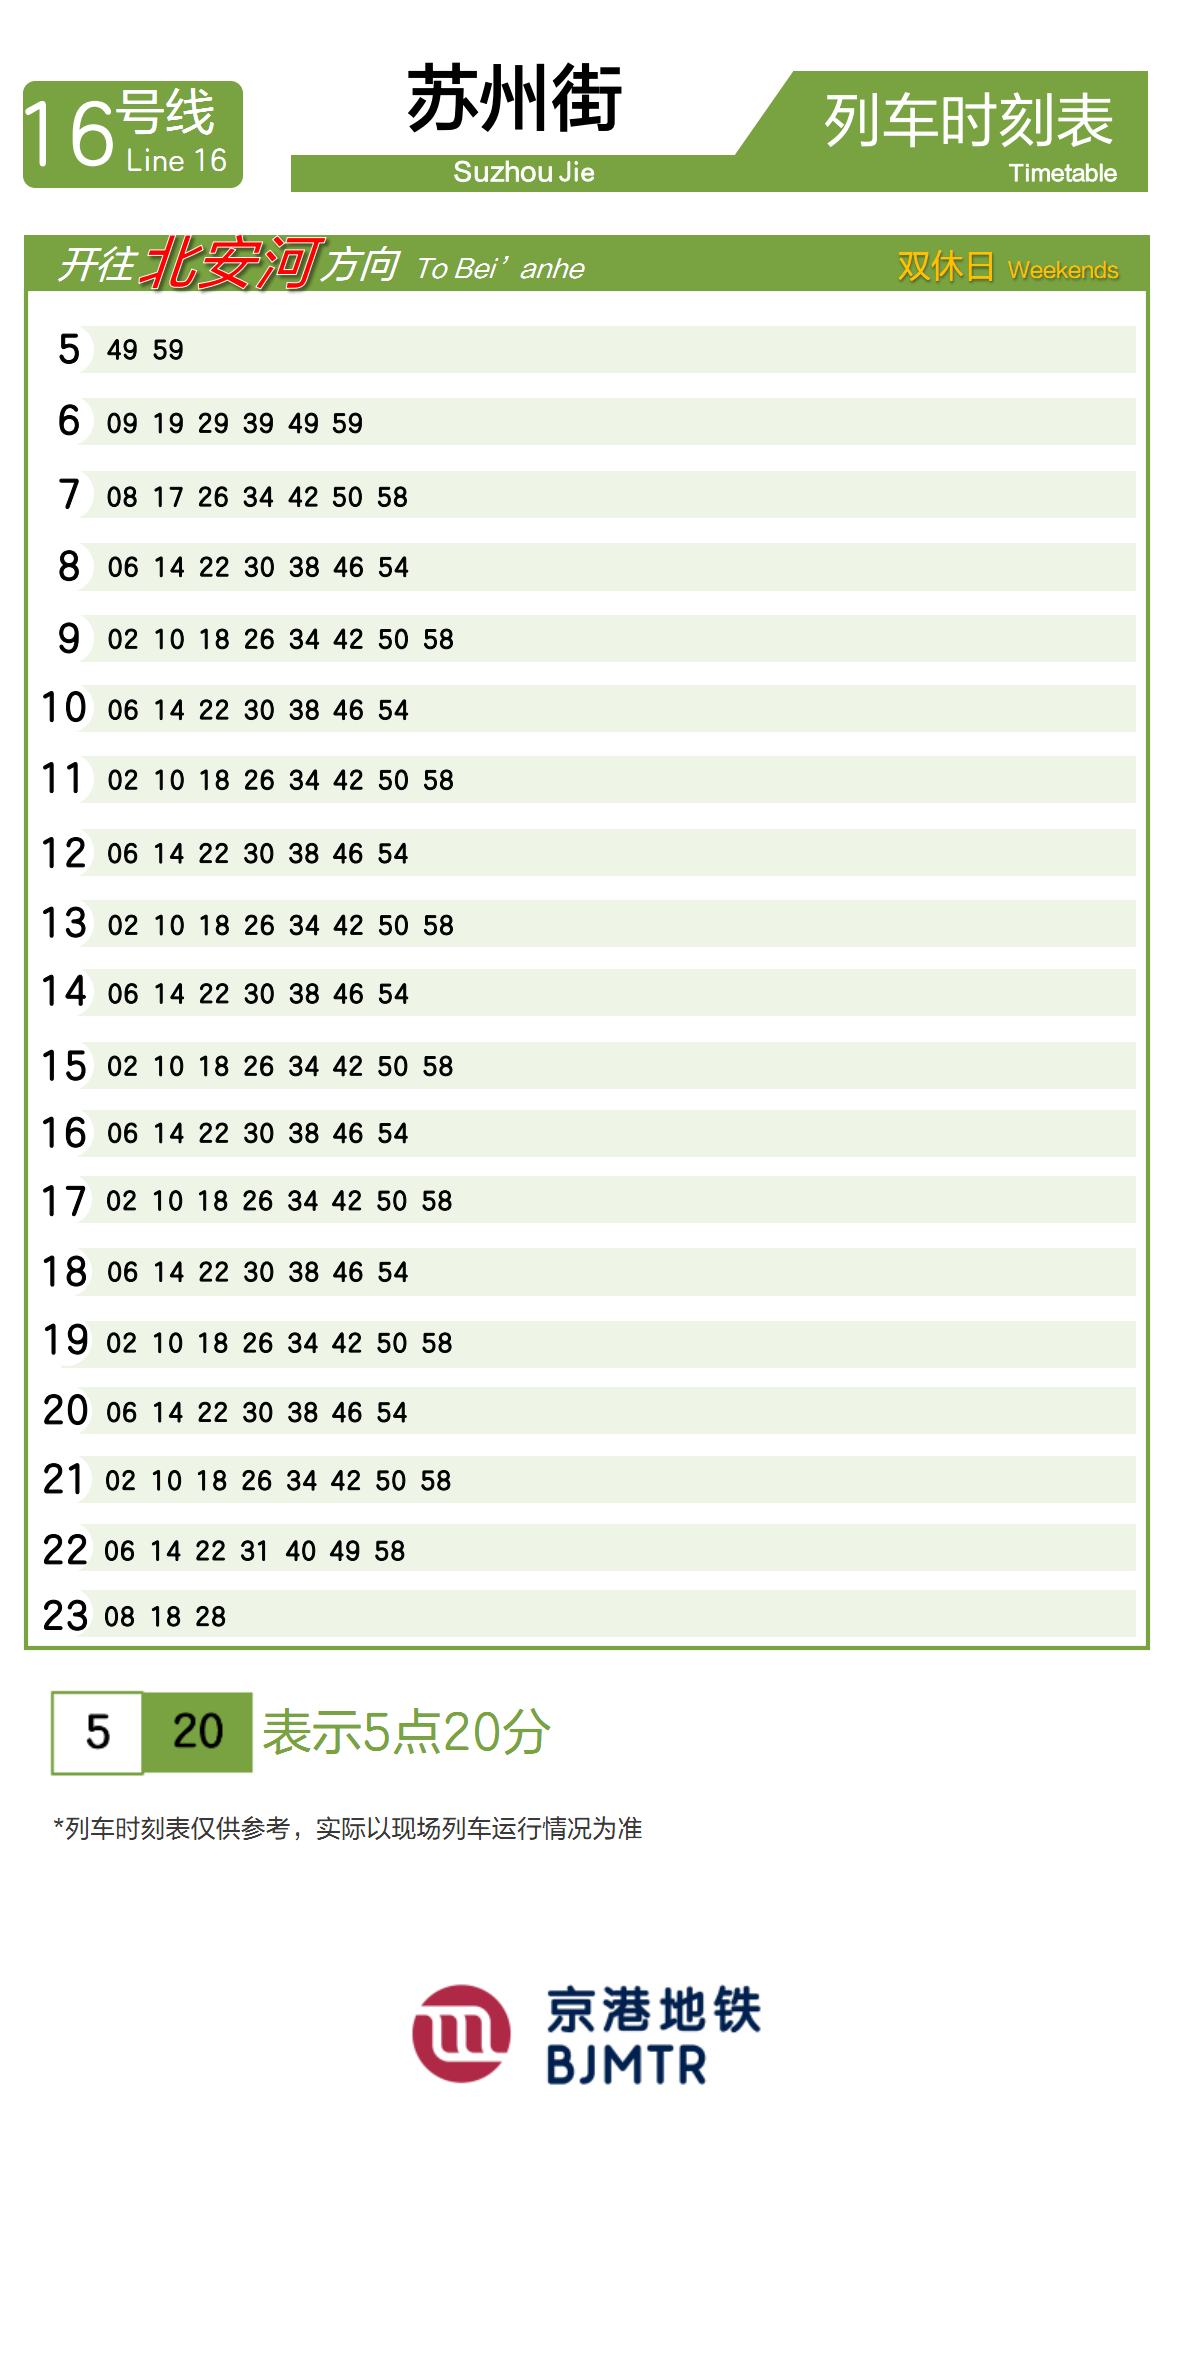 16号线
Line 16
苏州街
Suzhou Jie
列车时刻表
Timetable
开往北安河方向 To Bei’anhe 双休日 Weekends
5 49 59
6 09 19 29 39 49 59
7 08 17 26 34 42 50 58
8 06 14 22 30 38 46 54
9 02 10 18 26 34 42 50 58
10 06 14 22 30 38 46 54
11 02 10 18 26 34 42 50 58
12 06 14 22 30 38 46 54
13 02 10 18 26 34 42 50 58
14 06 14 22 30 38 46 54
15 02 10 18 26 34 42 50 58
16 06 14 22 30 38 46 54
17 02 10 18 26 34 42 50 58
18 06 14 22 30 38 46 54
19 02 10 18 26 34 42 50 58
20 06 14 22 30 38 46 54
21 02 10 18 26 34 42 50 58
22 06 14 22 31 40 49 58
23 08 18 28
5 20 表示5点20分
*列车时刻表仅供参考，实际以现场列车运行情况为准
京港地铁
BJMTR